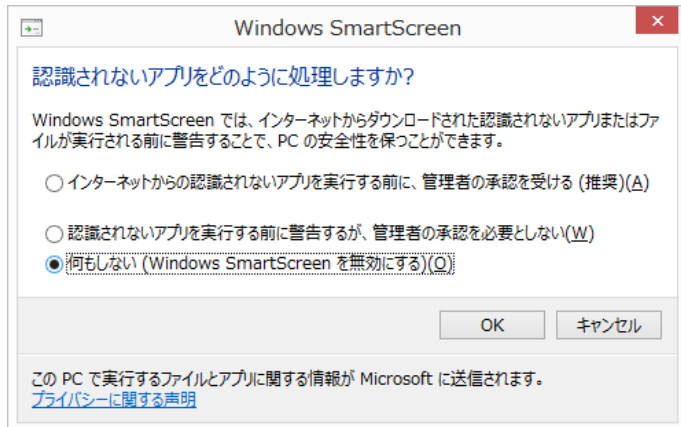 Windows SmartScreen
認識されないアプリをどのように処理しますか?
Windows SmartScreen では、インターネットからダウンロードされた認識されないアプリまたはファ
イルが実行される前に警告することで、PC の安全性を保つことができます。
インターネットからの認識されないアプリを実行する前に、管理者の承認を受ける (推奨)(A)
認識されないアプリを実行する前に警告するが、管理者の承認を必要としない(W)
何もしない (Windows SmartScreen を無効にする)(O)
OK キャンセル
この PC で実行するファイルとアプリに関する情報が Microsoft に送信されます。
プライバシーに関する声明